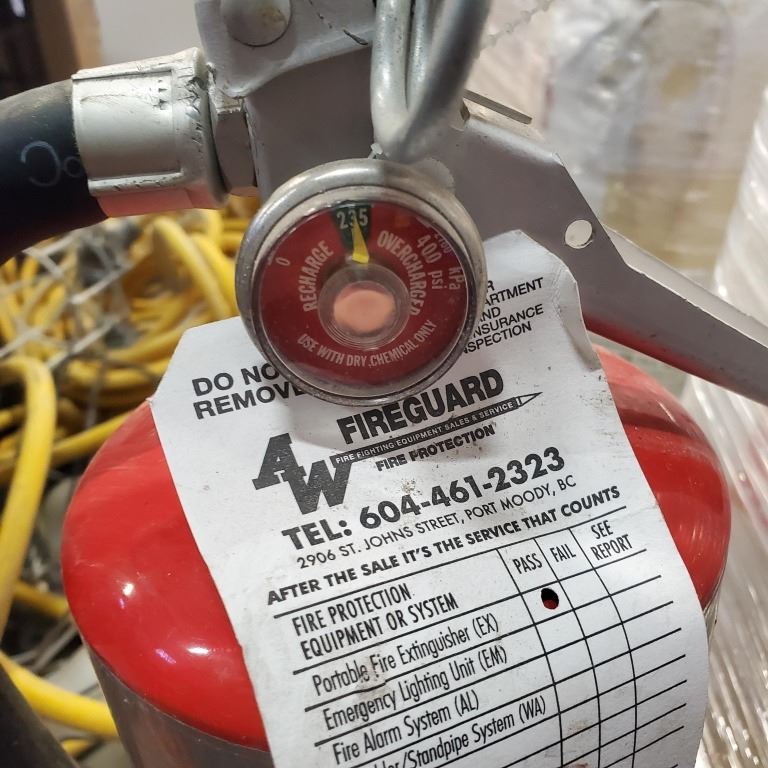 235
0
RECHARGE
OVERCHARGED
400 psi
kPa
USE WITH DRY CHEMICAL ONLY
INSURANCE
INSPECTION
DO NO
REMOVE
FIREGUARD
AW
FIRE FIGHTING EQUIPMENT SALES & SERVICE
FIRE PROTECTION
TEL: 604-461-2323
2906 ST. JOHNS STREET, PORT MOODY, BC
AFTER THE SALE IT'S THE SERVICE THAT COUNTS
FIRE PROTECTION EQUIPMENT OR SYSTEM
PASS
FAIL
SEE REPORT
Portable Fire Extinguisher (EX)
Emergency Lighting Unit (EM)
Fire Alarm System (AL)
/Standpipe System (WA)